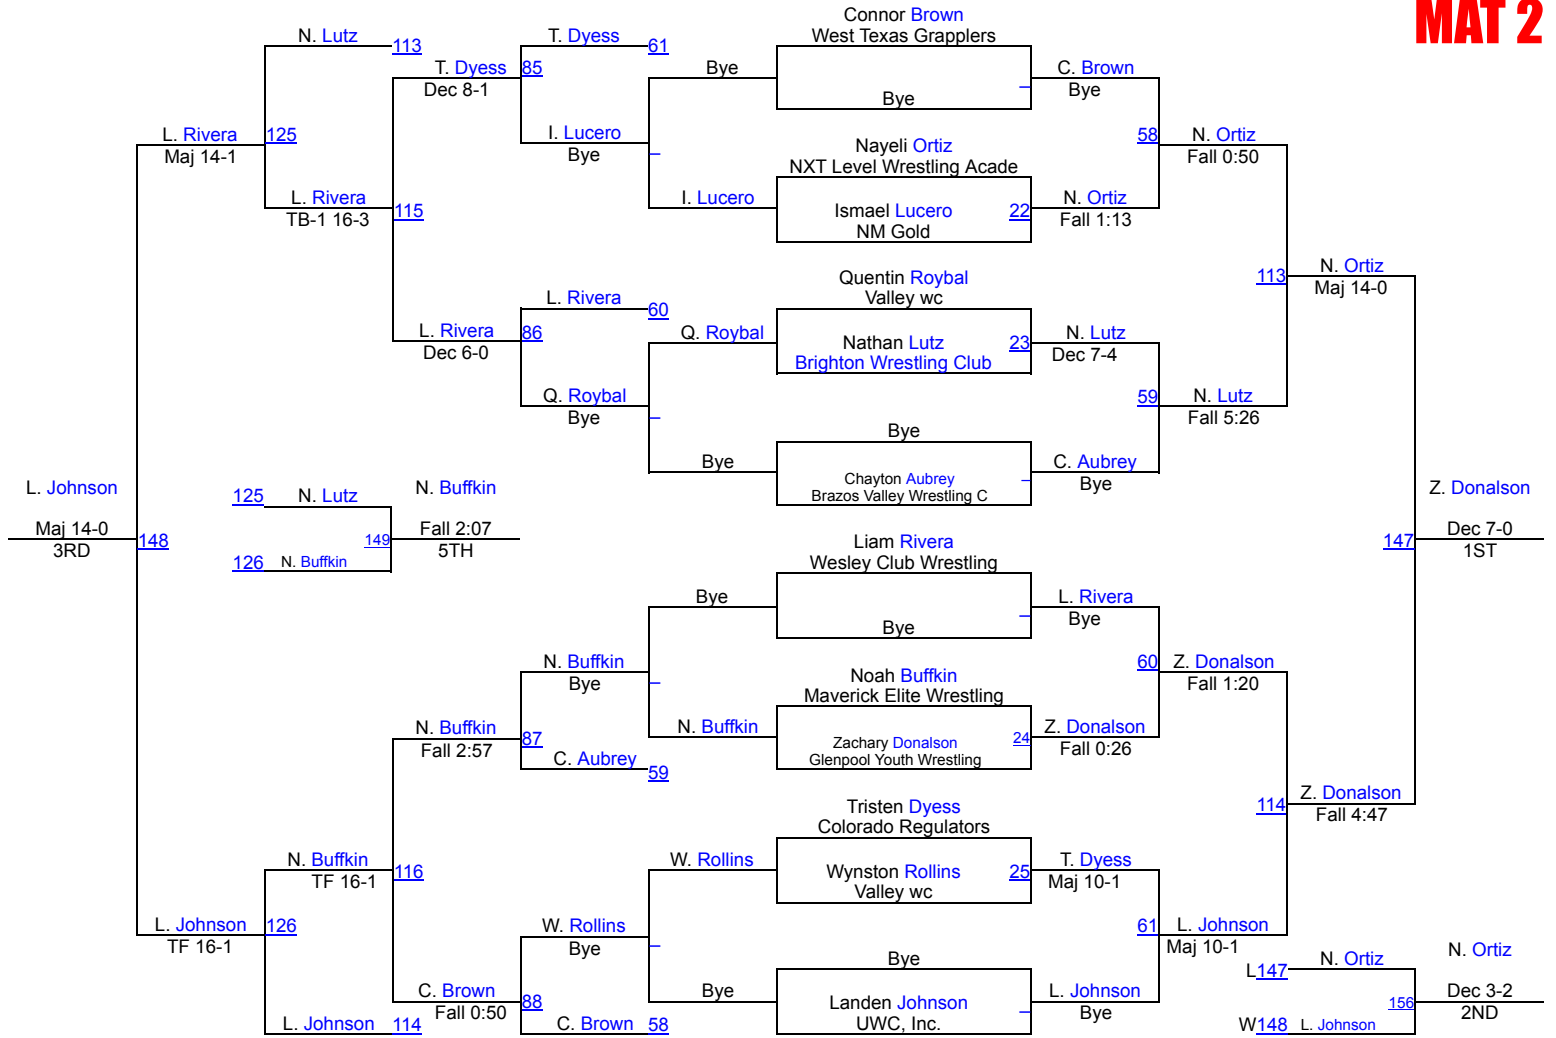 MAT 2
Connor Brown
West Texas Grapplers
Bye
Nayeli Ortiz
NXT Level Wrestling Acade
Ismael Lucero
22
NM Gold
Quentin Roybal
Valley wc
Nathan Lutz
23
Brighton Wrestling Club
Bye
Chayton Aubrey
Brazos Valley Wrestling C
Liam Rivera
Wesley Club Wrestling
Bye
Noah Buffkin
Maverick Elite Wrestling
Zachary Donalson
24
Glenpool Youth Wrestling
Tristen Dyess
Colorado Regulators
Wynston Rollins
25
Valley wc
Bye
Landen Johnson
UWC, Inc.
C. Brown
Bye
58
N. Ortiz
Fall 1:13
N. Ortiz
Fall 0:50
N. Lutz
Dec 7-4
59
C. Aubrey
Bye
N. Lutz
Fall 5:26
113
N. Ortiz
Maj 14-0
L. Rivera
Bye
60
Z. Donalson
Fall 0:26
Z. Donalson
Fall 1:20
T. Dyess
Maj 10-1
61
L. Johnson
Bye
L. Johnson
Maj 10-1
114
Z. Donalson
Fall 4:47
147
Z. Donalson
Dec 7-0
1ST
L147
N. Ortiz
156
W148
L. Johnson
N. Ortiz
Dec 3-2
2ND
Bye
I. Lucero
I. Lucero
Bye
T. Dyess
61
T. Dyess
85
Dec 8-1
Q. Roybal
Bye
Q. Roybal
Bye
L. Rivera
60
L. Rivera
86
Dec 6-0
N. Lutz
113
L. Rivera
115
TB-1 16-3
L. Rivera
125
Maj 14-1
Bye
N. Buffkin
N. Buffkin
Bye
C. Aubrey
59
N. Buffkin
87
Fall 2:57
W. Rollins
Bye
W. Rollins
Bye
C. Brown
58
C. Brown
88
Fall 0:50
N. Buffkin
116
TF 16-1
L. Johnson
114
L. Johnson
126
TF 16-1
L. Johnson
Maj 14-0
148
3RD
125
N. Lutz
149
126
N. Buffkin
N. Buffkin
Fall 2:07
5TH